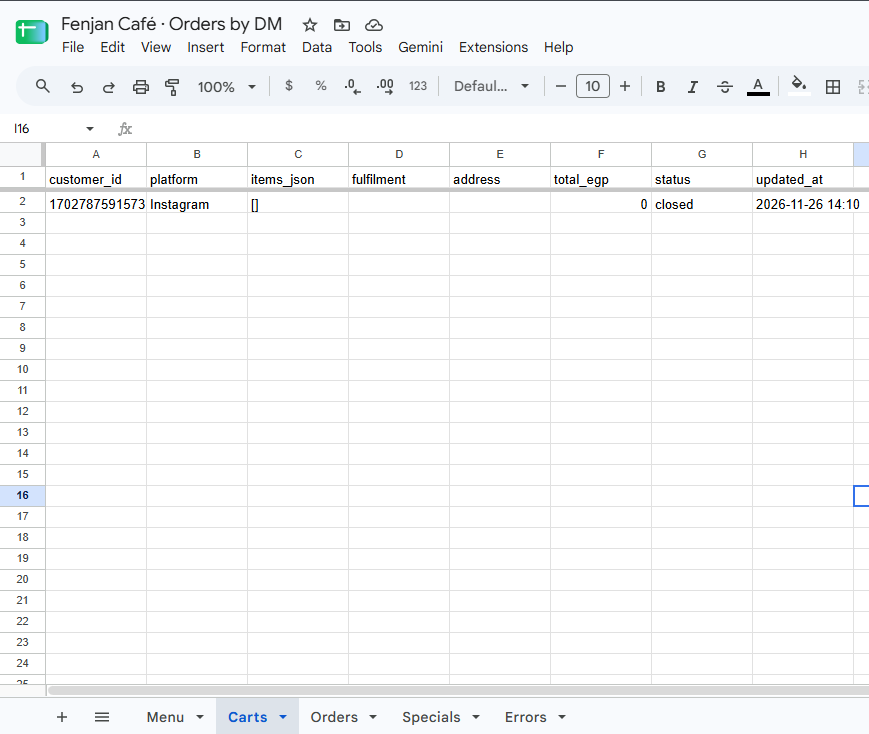 Fenjan Café · Orders by DM
File Edit View Insert Format Data Tools Gemini Extensions Help
100% $ % .0 .00 123 Defaul... 10 B I A
I16 fx
A B C D E F G H
1 customer_id platform items_json fulfilment address total_egp status updated_at
2 1702787591573 Instagram [] 0 closed 2026-11-26 14:10
3
4
5
6
7
8
9
10
11
12
13
14
15
16
17
18
19
20
21
22
23
24
25
Menu Carts Orders Specials Errors